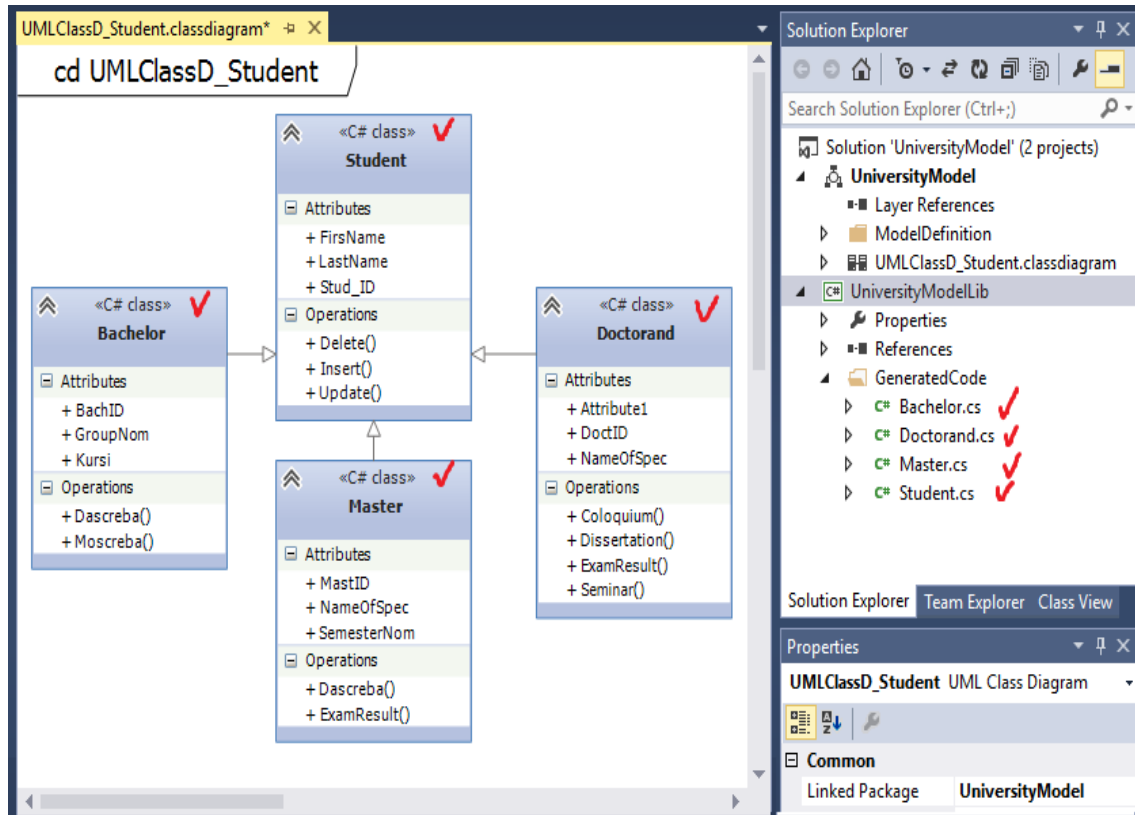 UMLClassD_Student.classdiagram*
cd UMLClassD_Student
«C# class»
Student
Attributes
+ FirsName
+ LastName
+ Stud_ID
Operations
+ Delete()
+ Insert()
+ Update()
«C# class»
Bachelor
Attributes
+ BachID
+ GroupNom
+ Kursi
Operations
+ Dascreba()
+ Moscreba()
«C# class»
Doctorand
Attributes
+ Attribute1
+ DoctID
+ NameOfSpec
Operations
+ Coloquium()
+ Dissertation()
+ ExamResult()
+ Seminar()
«C# class»
Master
Attributes
+ MastID
+ NameOfSpec
+ SemesterNom
Operations
+ Dascreba()
+ ExamResult()
Solution Explorer
Search Solution Explorer (Ctrl+;)
Solution 'UniversityModel' (2 projects)
UniversityModel
Layer References
ModelDefinition
UMLClassD_Student.classdiagram
C# UniversityModelLib
Properties
References
GeneratedCode
C# Bachelor.cs
C# Doctorand.cs
C# Master.cs
C# Student.cs
Solution Explorer Team Explorer Class View
Properties
UMLClassD_Student UML Class Diagram
Common
Linked Package UniversityModel